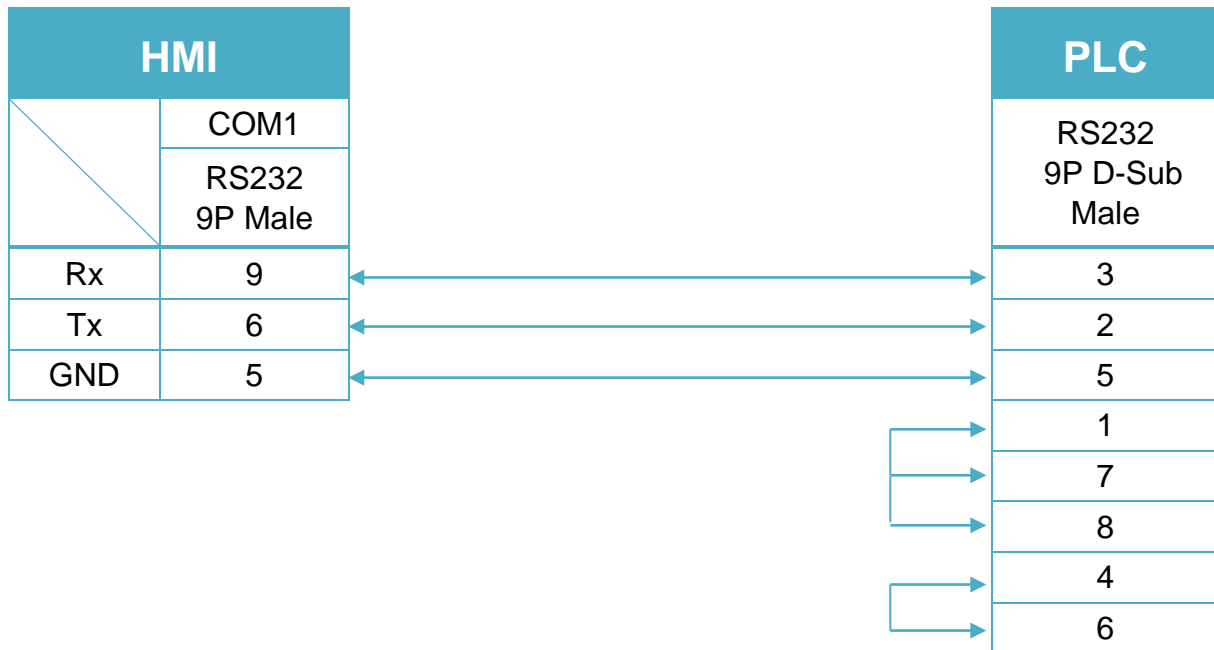 HMI
PLC
COM1
RS232
9P Male
RS232
9P D-Sub
Male
Rx 9 3
Tx 6 2
GND 5 5
1
7
8
4
6